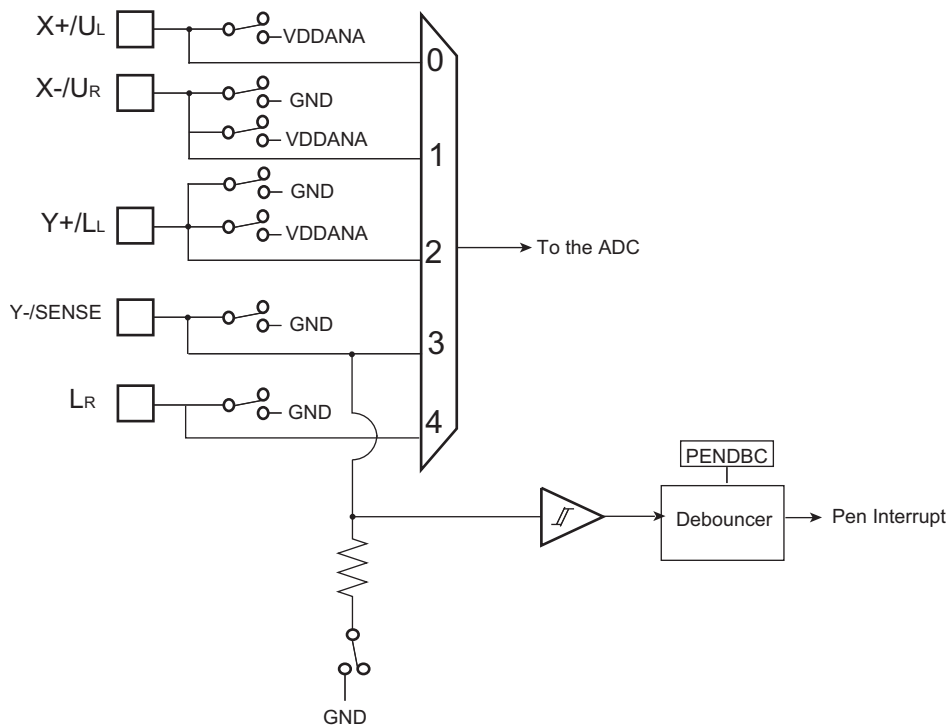 X+/UL
VDDANA
0
X-/UR
GND
VDDANA
1
GND
Y+/LL
VDDANA
2
To the ADC
Y-/SENSE
GND
3
LR
GND
4
PENDBC
Debouncer
Pen Interrupt
GND